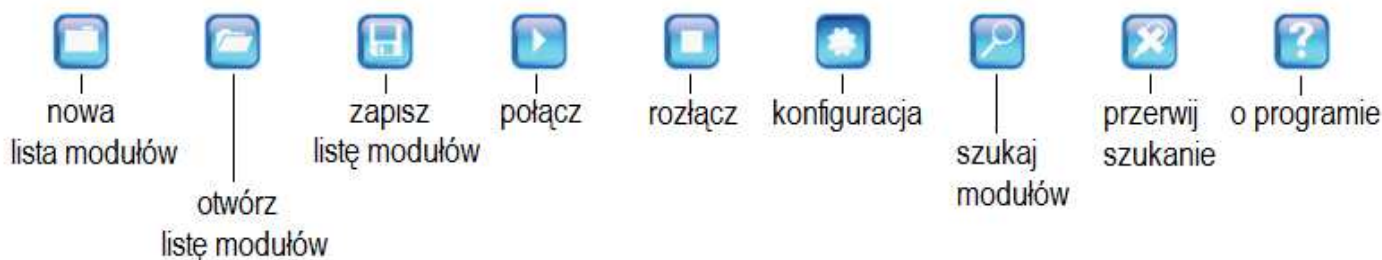 nowa
lista modułów
otwórz
listę modułów
zapisz
listę modułów
połącz
rozłącz
konfiguracja
szukaj
modułów
przerwij
szukanie
o programie